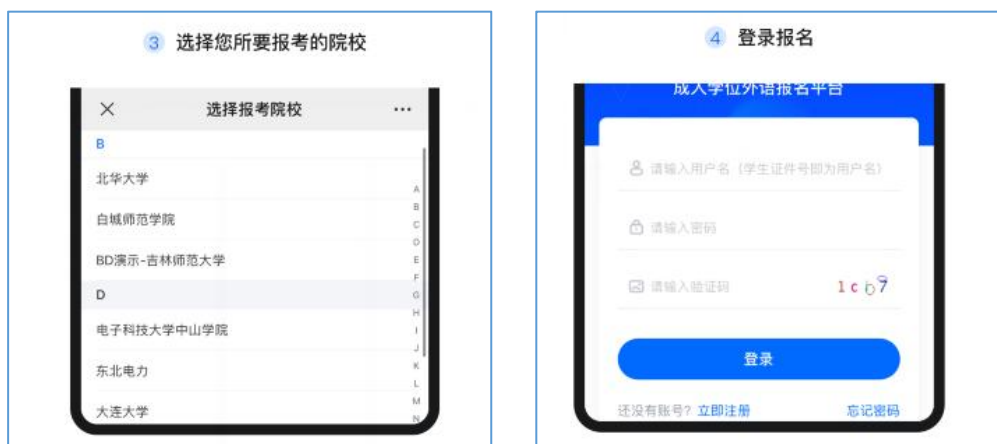 3 选择您所要报考的院校
选择报考院校
B
北华大学
白城师范学院
BD演示-吉林师范大学
D
电子科技大学中山学院
东北电力
大连大学
A
B
C
D
E
F
G
H
I
J
K
L
M
N
4 登录报名
成人学位外语报名平台
请输入用户名（学生证件号即为用户名）
请输入密码
请输入验证码
1cb7
登录
还没有账号？立即注册 忘记密码